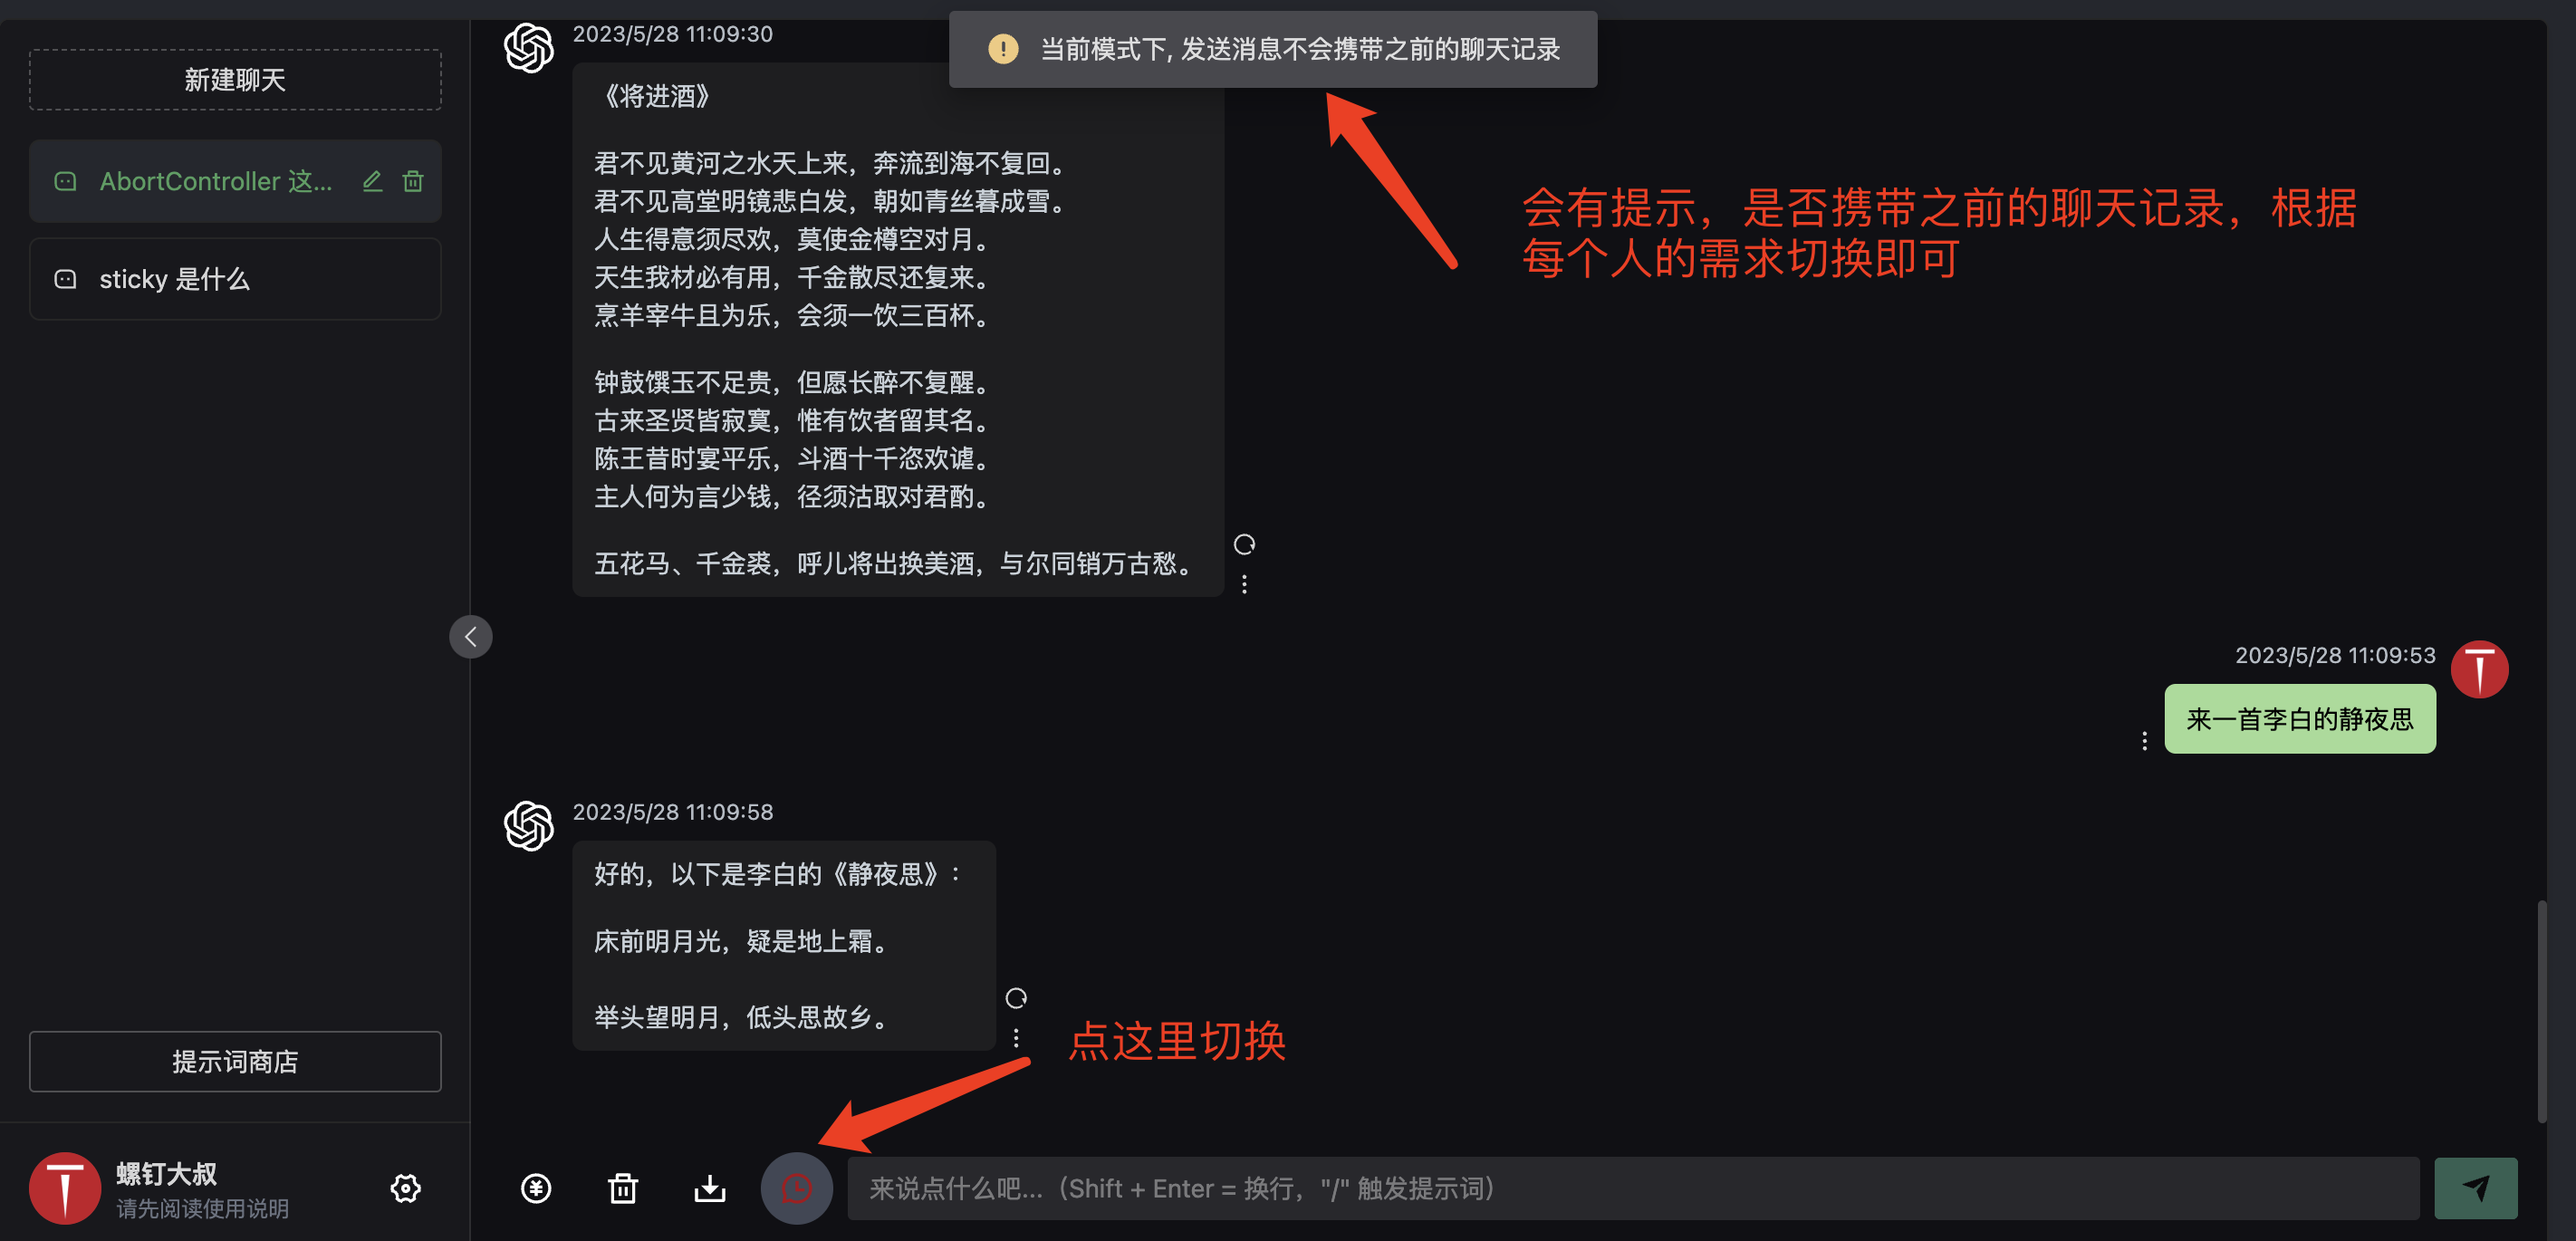 新建聊天
AbortController 这...
sticky 是什么
提示词商店
螺钉大叔
请先阅读使用说明
当前模式下, 发送消息不会携带之前的聊天记录
会有提示，是否携带之前的聊天记录，根据
每个人的需求切换即可
2023/5/28 11:09:30
《将进酒》
君不见黄河之水天上来，奔流到海不复回。
君不见高堂明镜悲白发，朝如青丝暮成雪。
人生得意须尽欢，莫使金樽空对月。
天生我材必有用，千金散尽还复来。
烹羊宰牛且为乐，会须一饮三百杯。
钟鼓馔玉不足贵，但愿长醉不复醒。
古来圣贤皆寂寞，惟有饮者留其名。
陈王昔时宴平乐，斗酒十千恣欢谑。
主人何为言少钱，径须沽取对君酌。
五花马、千金裘，呼儿将出换美酒，与尔同销万古愁。
2023/5/28 11:09:53
来一首李白的静夜思
2023/5/28 11:09:58
好的，以下是李白的《静夜思》：
床前明月光，疑是地上霜。
举头望明月，低头思故乡。
点这里切换
来说点什么吧...（Shift + Enter = 换行，"/" 触发提示词）